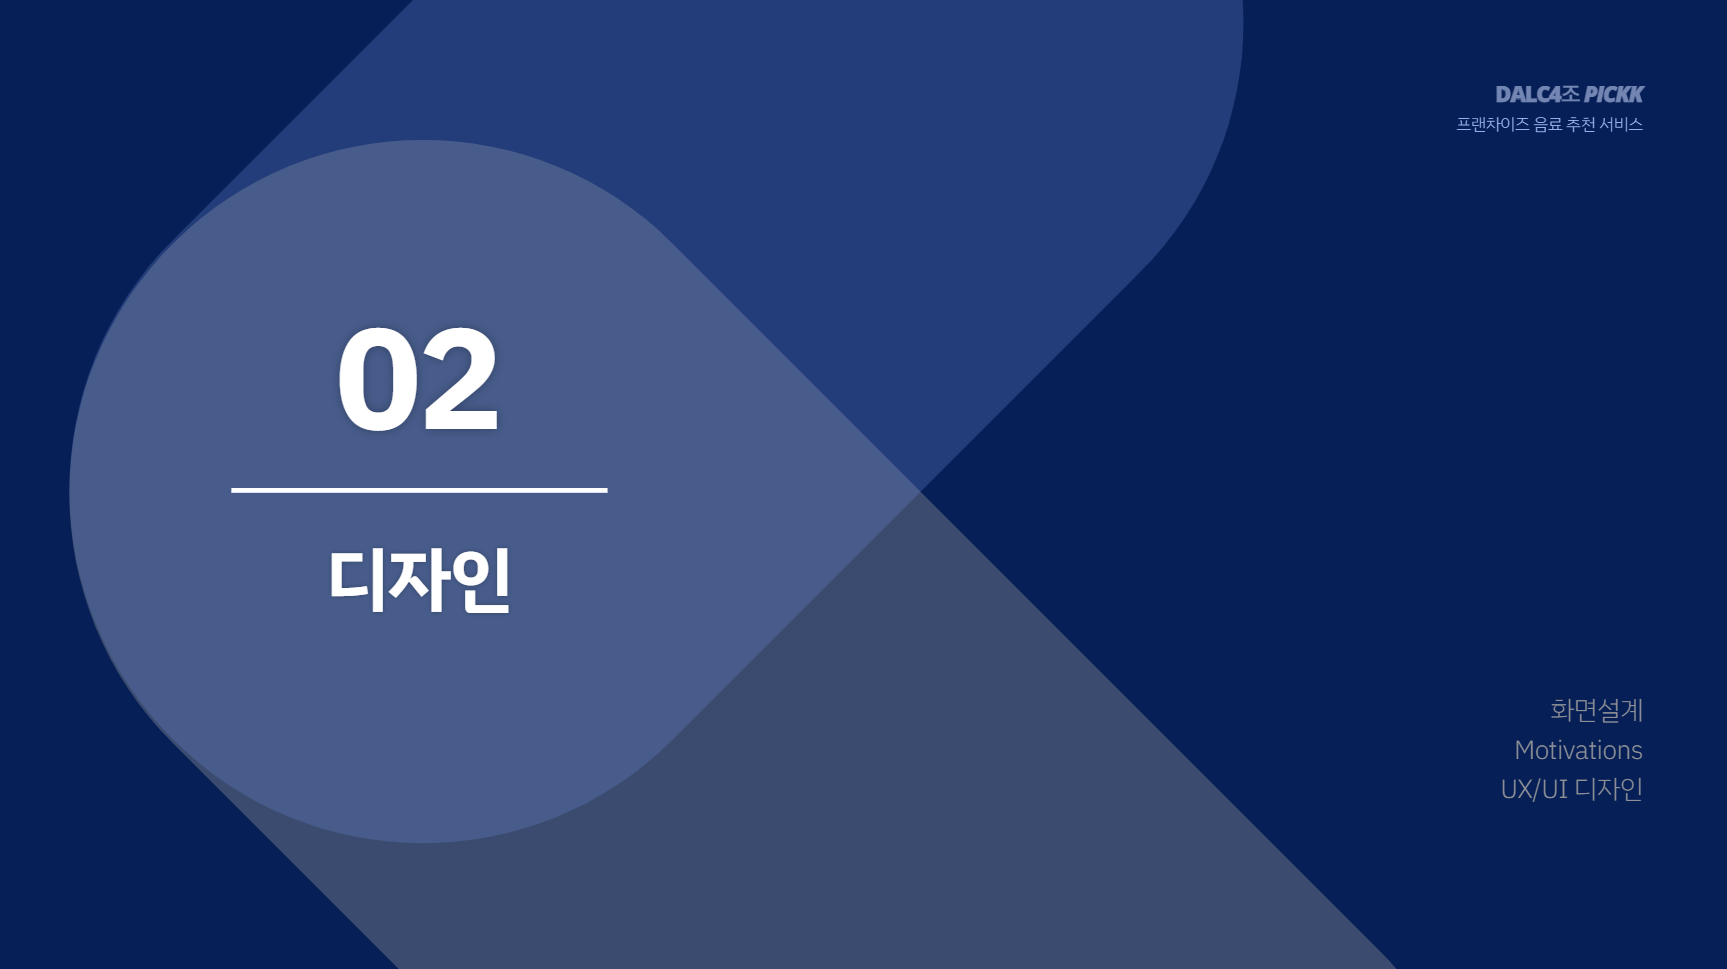 DALC4조 PICKK
프랜차이즈 음료 추천 서비스
02
디자인
화면설계
Motivations
UX/UI 디자인